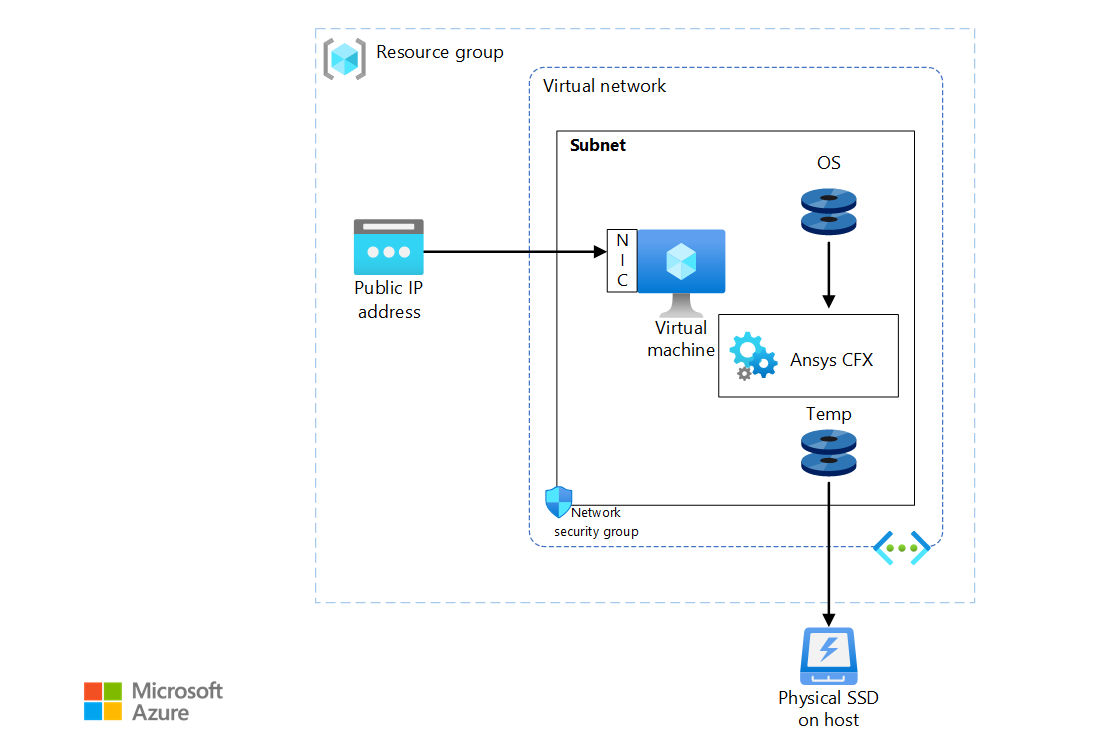 Resource group
Virtual network
Subnet
OS
N
I
C
Public IP
address
Virtual
machine
Ansys CFX
Temp
Network
security group
Physical SSD
on host
Microsoft
Azure